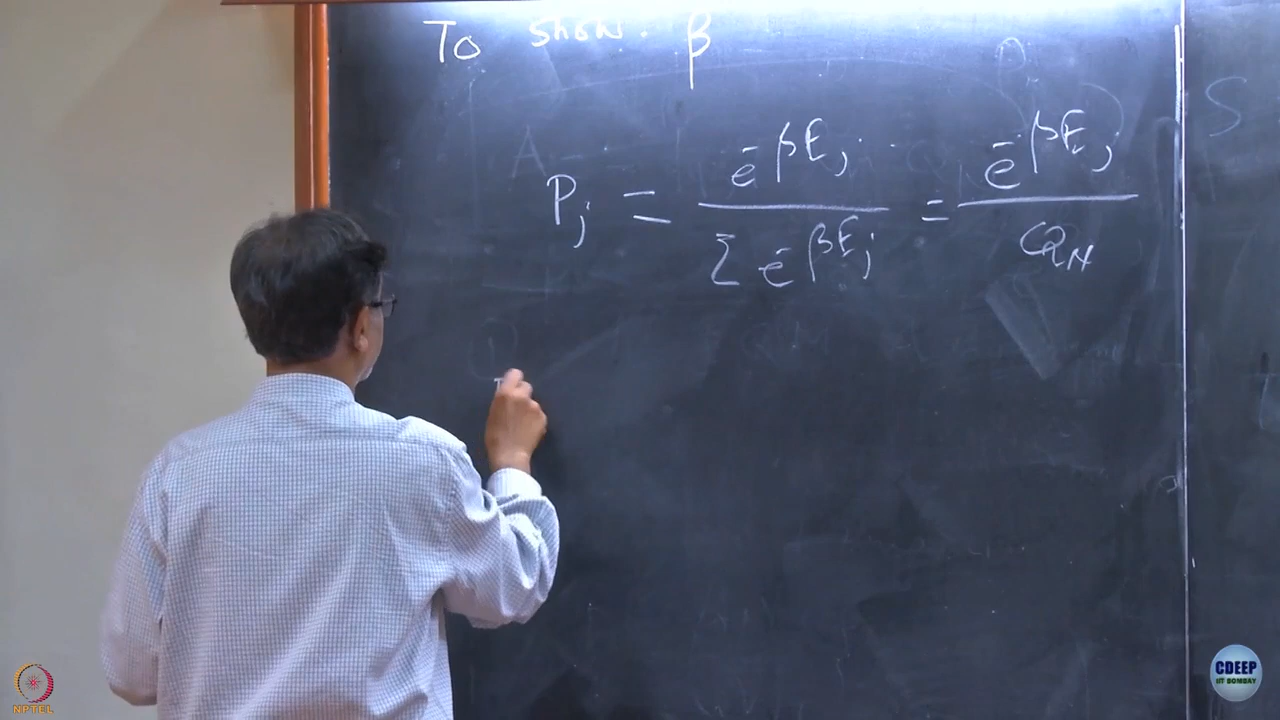 To Show. β
P_j = e^{-βE_j} / Σ e^{-βE_j} = e^{-βE_j} / Q_N
NPTEL
CDEEP
IIT BOMBAY